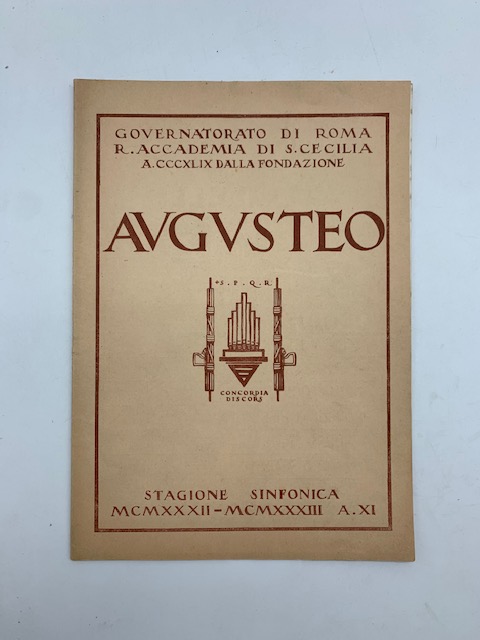 GOVERNATORATO DI ROMA
R. ACCADEMIA DI S. CECILIA
A. CCCXLIX DALLA FONDAZIONE
AVGVSTEO
S. P. Q. R.
CONCORDIA
DISCORS
STAGIONE SINFONICA
MCMXXXII - MCMXXXIII A. XI